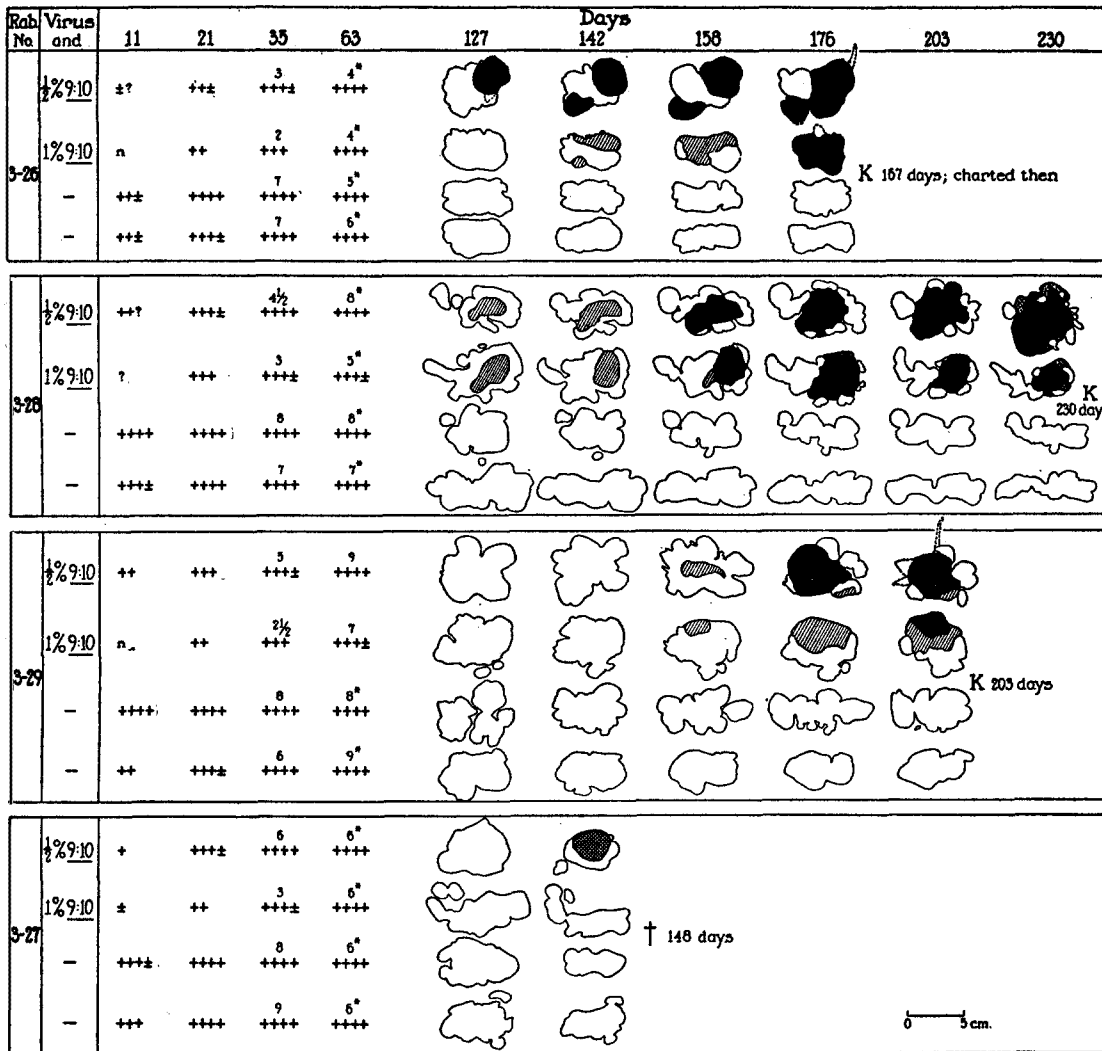 Rab. Virus Days
No. and 11 21 35 63 127 142 158 176 203 230
3 4*
½% 9:10 ±? ++± +++± ++++
2 4*
1% 9:10 n ++ +++ ++++
3-26 K 167 days; charted then
7 5*
– ++± ++++ ++++ ++++
7 6*
– ++± +++± ++++ ++++
4½ 8*
½% 9:10 ++? +++± ++++ ++++
3 5*
1% 9:10 ? +++ +++± +++±
3-28 K
230 day
8 8*
– ++++ ++++ ++++ ++++
7 7*
– +++± ++++ ++++ ++++
5 9
½% 9:10 ++ +++ +++± ++++
2½ 7
1% 9:10 n ++ +++ +++±
3-29 K 203 days
8 8*
– ++++ ++++ ++++ ++++
6 9*
– ++ +++± ++++ ++++
6 6*
½% 9:10 + +++± ++++ ++++
3 6*
1% 9:10 ± ++ +++± ++++
3-27 † 148 days
8 6*
– +++± ++++ ++++ ++++
9 6*
– +++ ++++ ++++ ++++
0 5 cm.